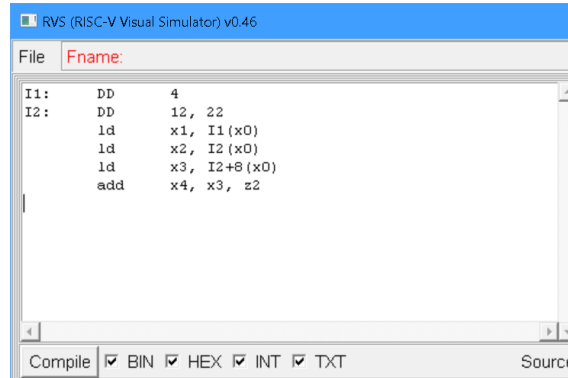 RVS (RISC-V Visual Simulator) v0.46
File Fname:
I1: DD 4
I2: DD 12, 22
ld x1, I1(x0)
ld x2, I2(x0)
ld x3, I2+8(x0)
add x4, x3, z2
Compile BIN HEX INT TXT Sourc